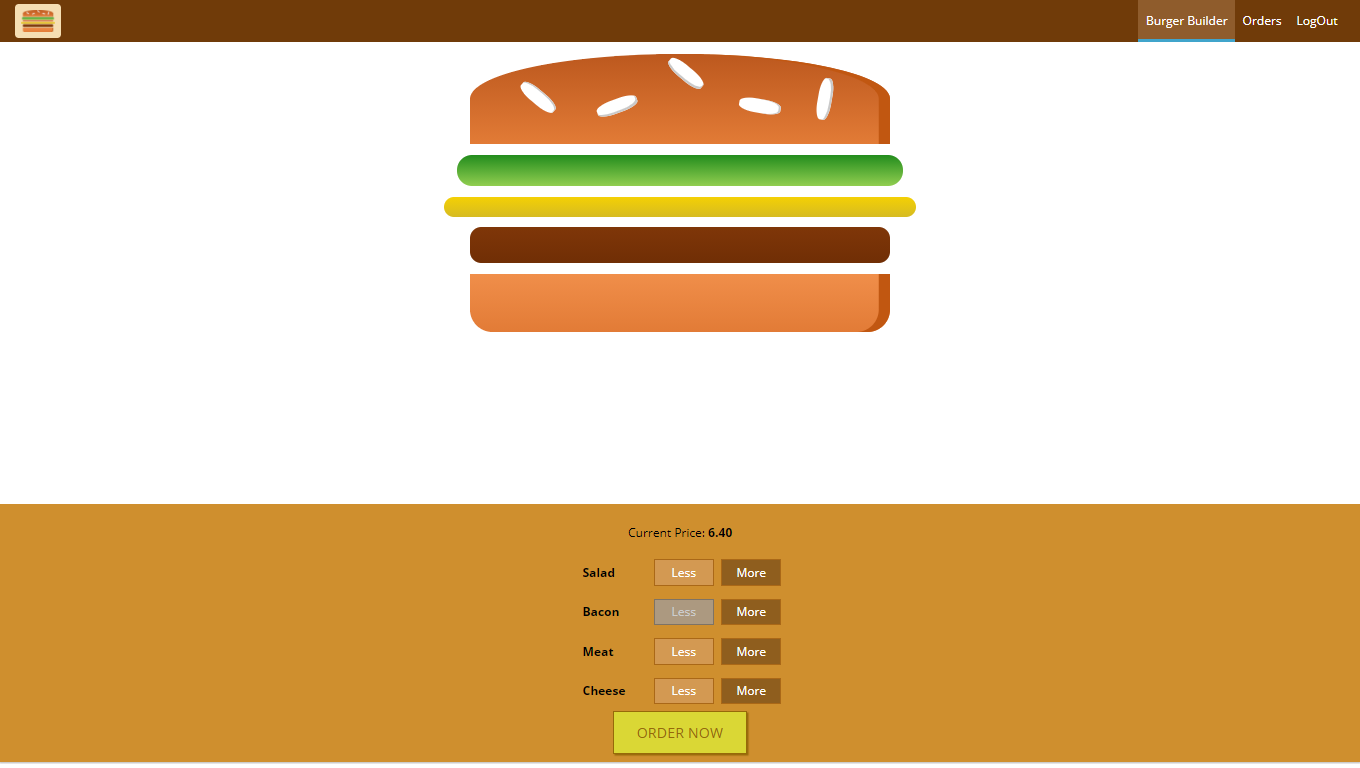 Burger Builder Orders LogOut
Current Price: 6.40
Salad Less More
Bacon Less More
Meat Less More
Cheese Less More
ORDER NOW